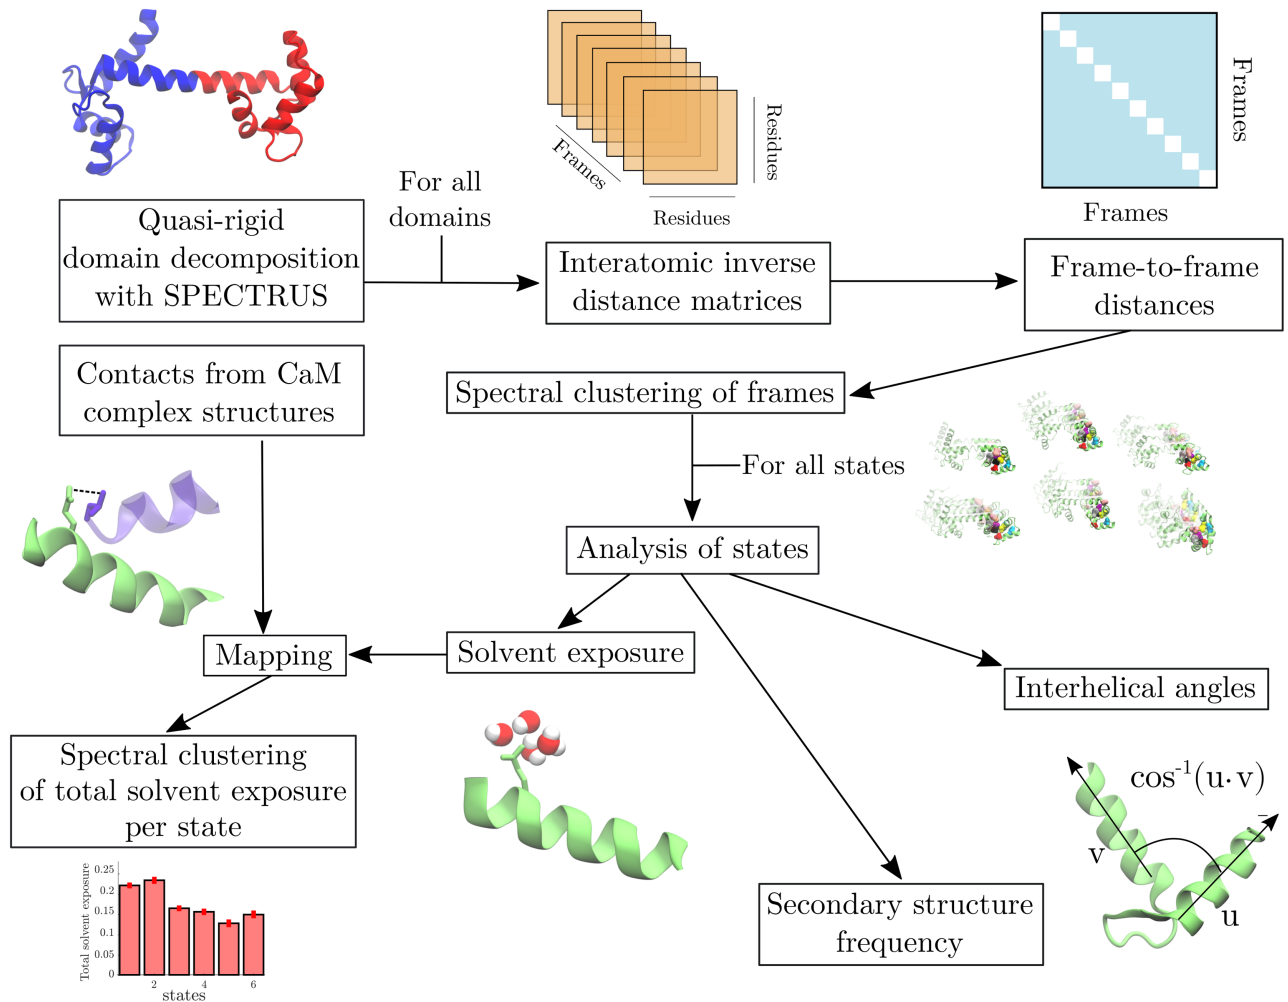 Frames
Residues
Residues
Frames
Frames
For all
domains
Quasi-rigid
domain decomposition
with SPECTRUS
Interatomic inverse
distance matrices
Frame-to-frame
distances
Contacts from CaM
complex structures
Spectral clustering of frames
For all states
Analysis of states
Mapping
Solvent exposure
Interhelical angles
Spectral clustering
of total solvent exposure
per state
cos⁻¹(u·v)
v
u
Secondary structure
frequency
Total solvent exposure
0.25
0.2
0.15
0.1
0.05
0
2 4 6
states